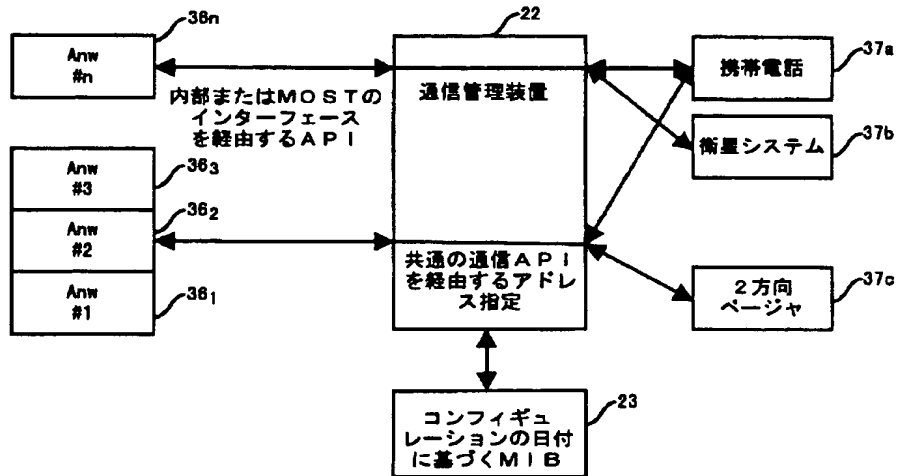 36n
Anw
#n
内部またはMOSTの
インターフェース
を経由するAPI
Anw
#3
363
Anw
#2
362
Anw
#1
361
22
通信管理装置
共通の通信API
を経由するアドレ
ス指定
携帯電話
37a
衛星システム
37b
2方向
ページャ
37c
コンフィギュ
レーションの日付
に基づくMIB
23